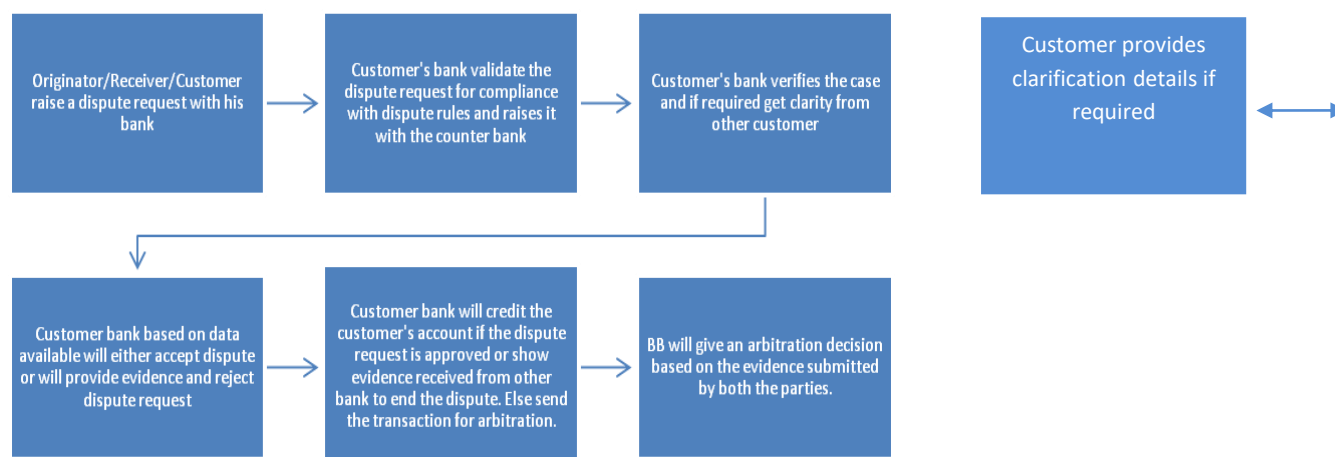 Originator/Receiver/Customer
raise a dispute request with his
bank
Customer's bank validate the
dispute request for compliance
with dispute rules and raises it
with the counter bank
Customer's bank verifies the case
and if required get clarity from
other customer
Customer provides
clarification details if
required
Customer bank based on data
available will either accept dispute
or will provide evidence and reject
dispute request
Customer bank will credit the
customer's account if the dispute
request is approved or show
evidence received from other
bank to end the dispute. Else send
the transaction for arbitration.
BB will give an arbitration decision
based on the evidence submitted
by both the parties.